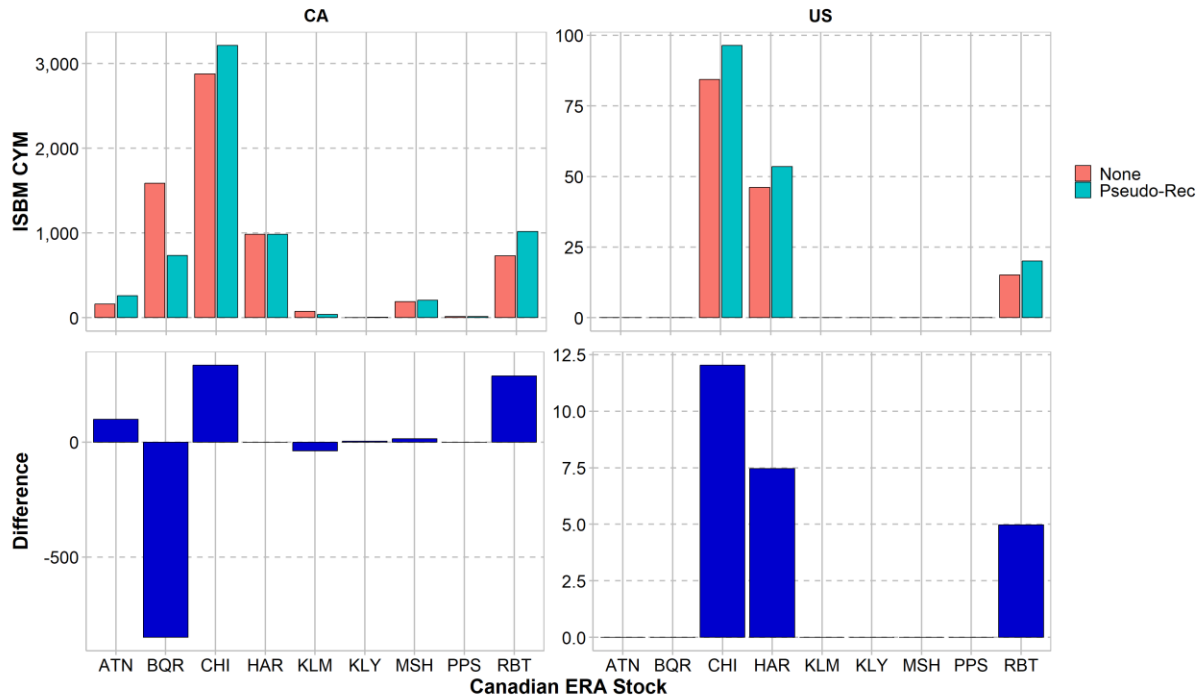 CA
US
ISBM CYM
3,000
2,000
1,000
0
100
75
50
25
0
None
Pseudo-Rec
Difference
0
-500
12.5
10.0
7.5
5.0
2.5
0.0
ATN BQR CHI HAR KLM KLY MSH PPS RBT
ATN BQR CHI HAR KLM KLY MSH PPS RBT
Canadian ERA Stock